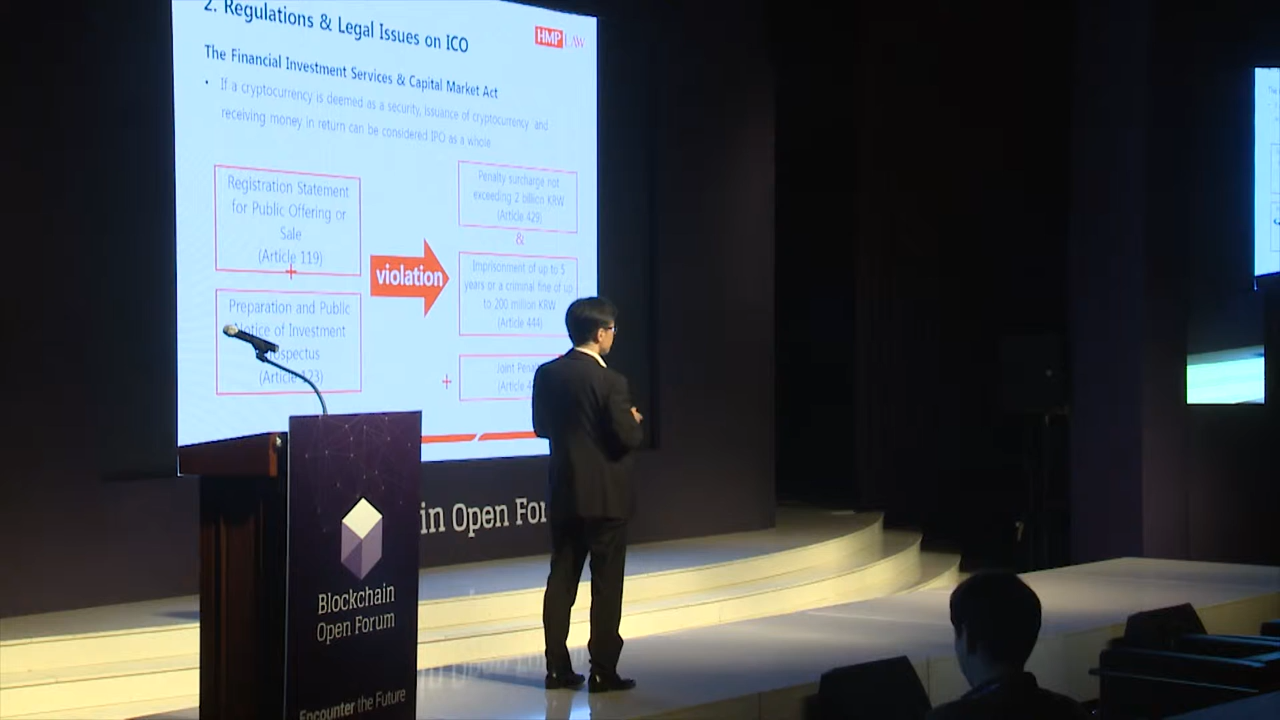 2. Regulations & Legal Issues on ICO
HMP LAW
The Financial Investment Services & Capital Market Act
• If a cryptocurrency is deemed as a security, issuance of cryptocurrency and
receiving money in return can be considered IPO as a whole
Registration Statement
for Public Offering or
Sale
(Article 119)
+
Preparation and Public
Notice of Investment
(Article 123)
violation
Penalty surcharge not
exceeding 2 billion KRW
(Article 429)
&
Imprisonment of up to 5
years or a criminal fine of up
to 200 million KRW
(Article 444)
+
Joint
(Article
in Open
Blockchain
Open Forum
Encounter the Future